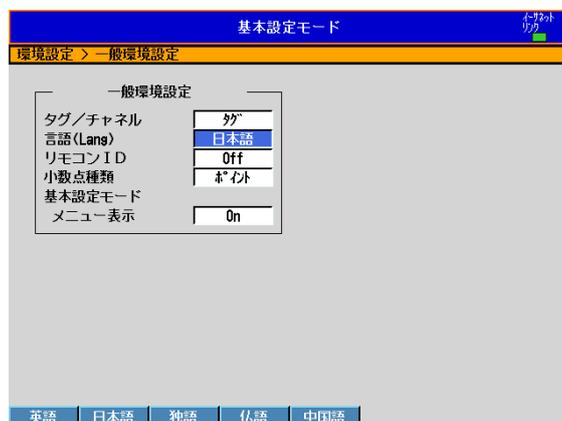 基本設定モード
ｲｰｻﾈｯﾄ
ﾘﾝｸ
環境設定 > 一般環境設定
一般環境設定
タグ／チャネル ﾀｸﾞ
言語(Lang) 日本語
リモコンＩＤ Off
小数点種類 ﾎﾟｲﾝﾄ
基本設定モード
メニュー表示 On
英語 日本語 独語 仏語 中国語